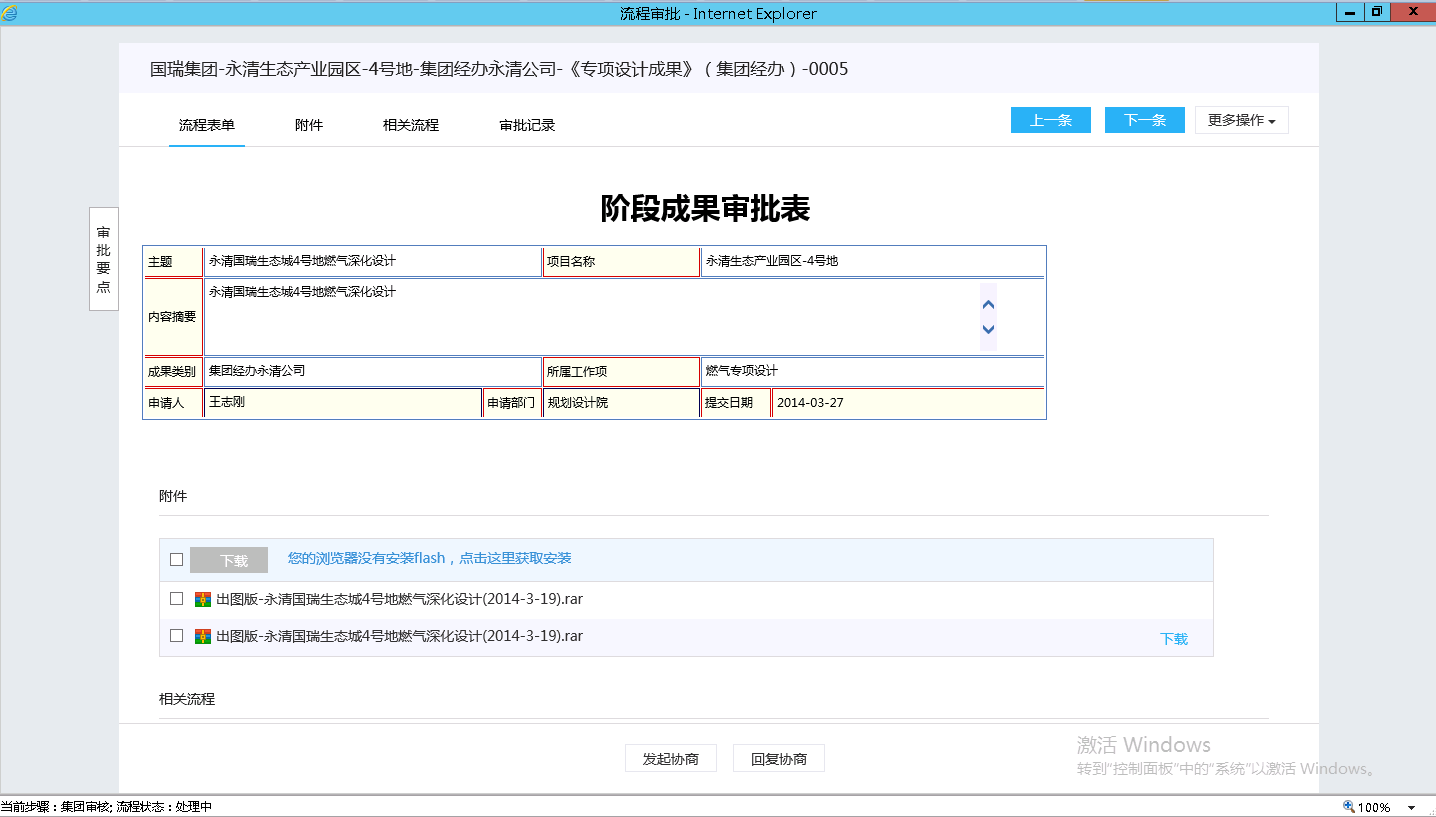 流程审批 - Internet Explorer
国瑞集团-永清生态产业园区-4号地-集团经办永清公司-《专项设计成果》（集团经办）-0005
流程表单 附件 相关流程 审批记录 上一条 下一条 更多操作
审批要点
阶段成果审批表
主题 永清国瑞生态城4号地燃气深化设计 项目名称 永清生态产业园区-4号地
内容摘要 永清国瑞生态城4号地燃气深化设计
成果类别 集团经办永清公司 所属工作项 燃气专项设计
申请人 王志刚 申请部门 规划设计院 提交日期 2014-03-27
附件
下载 您的浏览器没有安装flash，点击这里获取安装
出图版-永清国瑞生态城4号地燃气深化设计(2014-3-19).rar
出图版-永清国瑞生态城4号地燃气深化设计(2014-3-19).rar 下载
相关流程
发起协商 回复协商
激活 Windows
转到"控制面板"中的"系统"以激活 Windows。
当前步骤：集团审核; 流程状态：处理中 100%